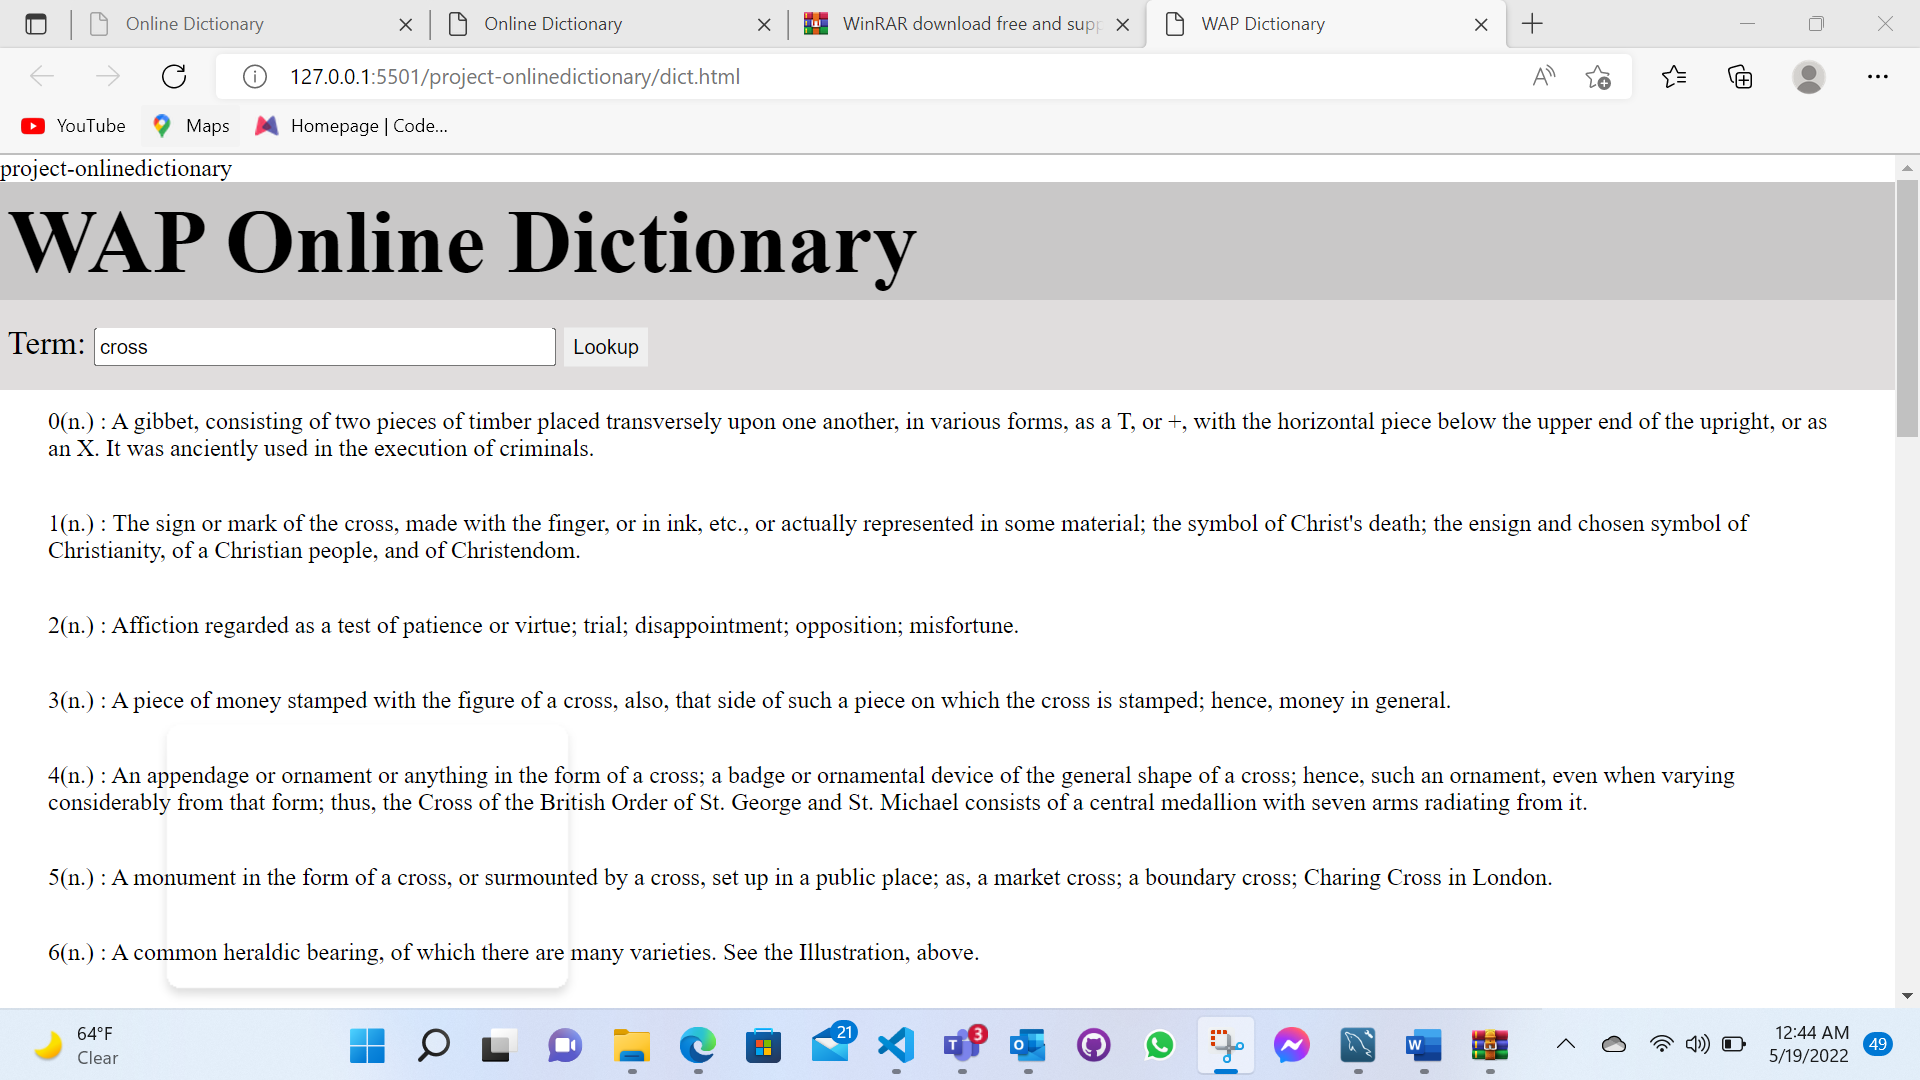 Online Dictionary
Online Dictionary
WinRAR download free and supp
WAP Dictionary
127.0.0.1:5501/project-onlinedictionary/dict.html
YouTube
Maps
Homepage | Code...
project-onlinedictionary
WAP Online Dictionary
Term: cross Lookup
0(n.) : A gibbet, consisting of two pieces of timber placed transversely upon one another, in various forms, as a T, or +, with the horizontal piece below the upper end of the upright, or as
an X. It was anciently used in the execution of criminals.
1(n.) : The sign or mark of the cross, made with the finger, or in ink, etc., or actually represented in some material; the symbol of Christ's death; the ensign and chosen symbol of
Christianity, of a Christian people, and of Christendom.
2(n.) : Affiction regarded as a test of patience or virtue; trial; disappointment; opposition; misfortune.
3(n.) : A piece of money stamped with the figure of a cross, also, that side of such a piece on which the cross is stamped; hence, money in general.
4(n.) : An appendage or ornament or anything in the form of a cross; a badge or ornamental device of the general shape of a cross; hence, such an ornament, even when varying
considerably from that form; thus, the Cross of the British Order of St. George and St. Michael consists of a central medallion with seven arms radiating from it.
5(n.) : A monument in the form of a cross, or surmounted by a cross, set up in a public place; as, a market cross; a boundary cross; Charing Cross in London.
6(n.) : A common heraldic bearing, of which there are many varieties. See the Illustration, above.
64°F
Clear
21
3
12:44 AM
5/19/2022
49